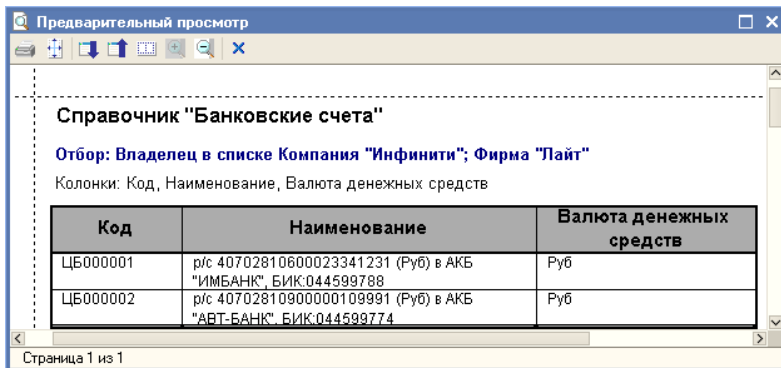 Предварительный просмотр
Справочник "Банковские счета"
Отбор: Владелец в списке Компания "Инфинити"; Фирма "Лайт"
Колонки: Код, Наименование, Валюта денежных средств
Код Наименование Валюта денежных
средств
ЦБ000001 р/с 40702810600023341231 (Руб) в АКБ Руб
"ИМБАНК", БИК:044599788
ЦБ000002 р/с 40702810900000109991 (Руб) в АКБ Руб
"АВТ-БАНК", БИК:044599774
Страница 1 из 1